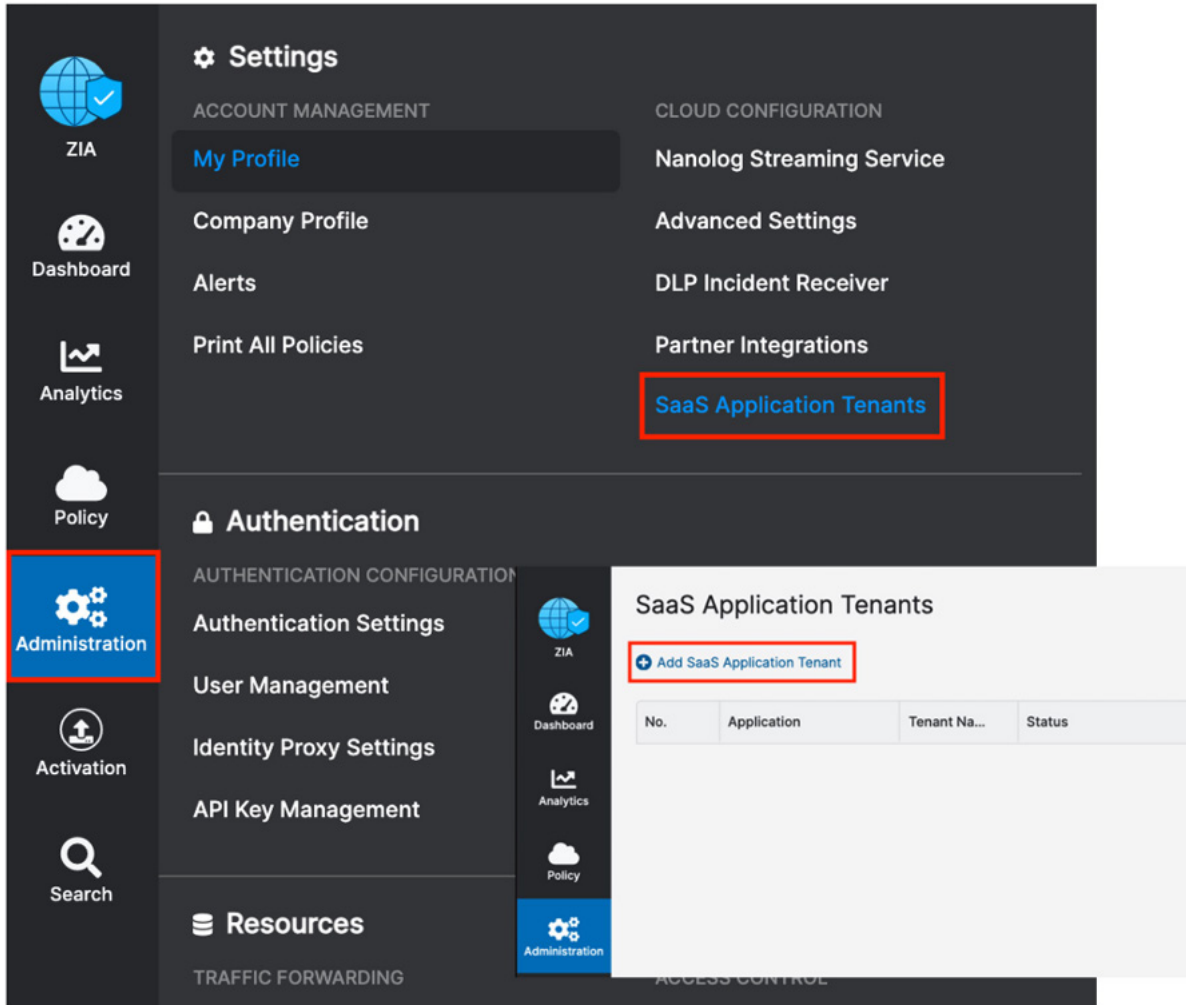 ZIA
Dashboard
Analytics
Policy
Administration
Activation
Search
Settings
ACCOUNT MANAGEMENT
My Profile
Company Profile
Alerts
Print All Policies
CLOUD CONFIGURATION
Nanolog Streaming Service
Advanced Settings
DLP Incident Receiver
Partner Integrations
SaaS Application Tenants
Authentication
AUTHENTICATION CONFIGURATION
Authentication Settings
User Management
Identity Proxy Settings
API Key Management
Resources
TRAFFIC FORWARDING
ACCESS CONTROL
ZIA
Dashboard
Analytics
Policy
Administration
SaaS Application Tenants
Add SaaS Application Tenant
No. Application Tenant Na... Status